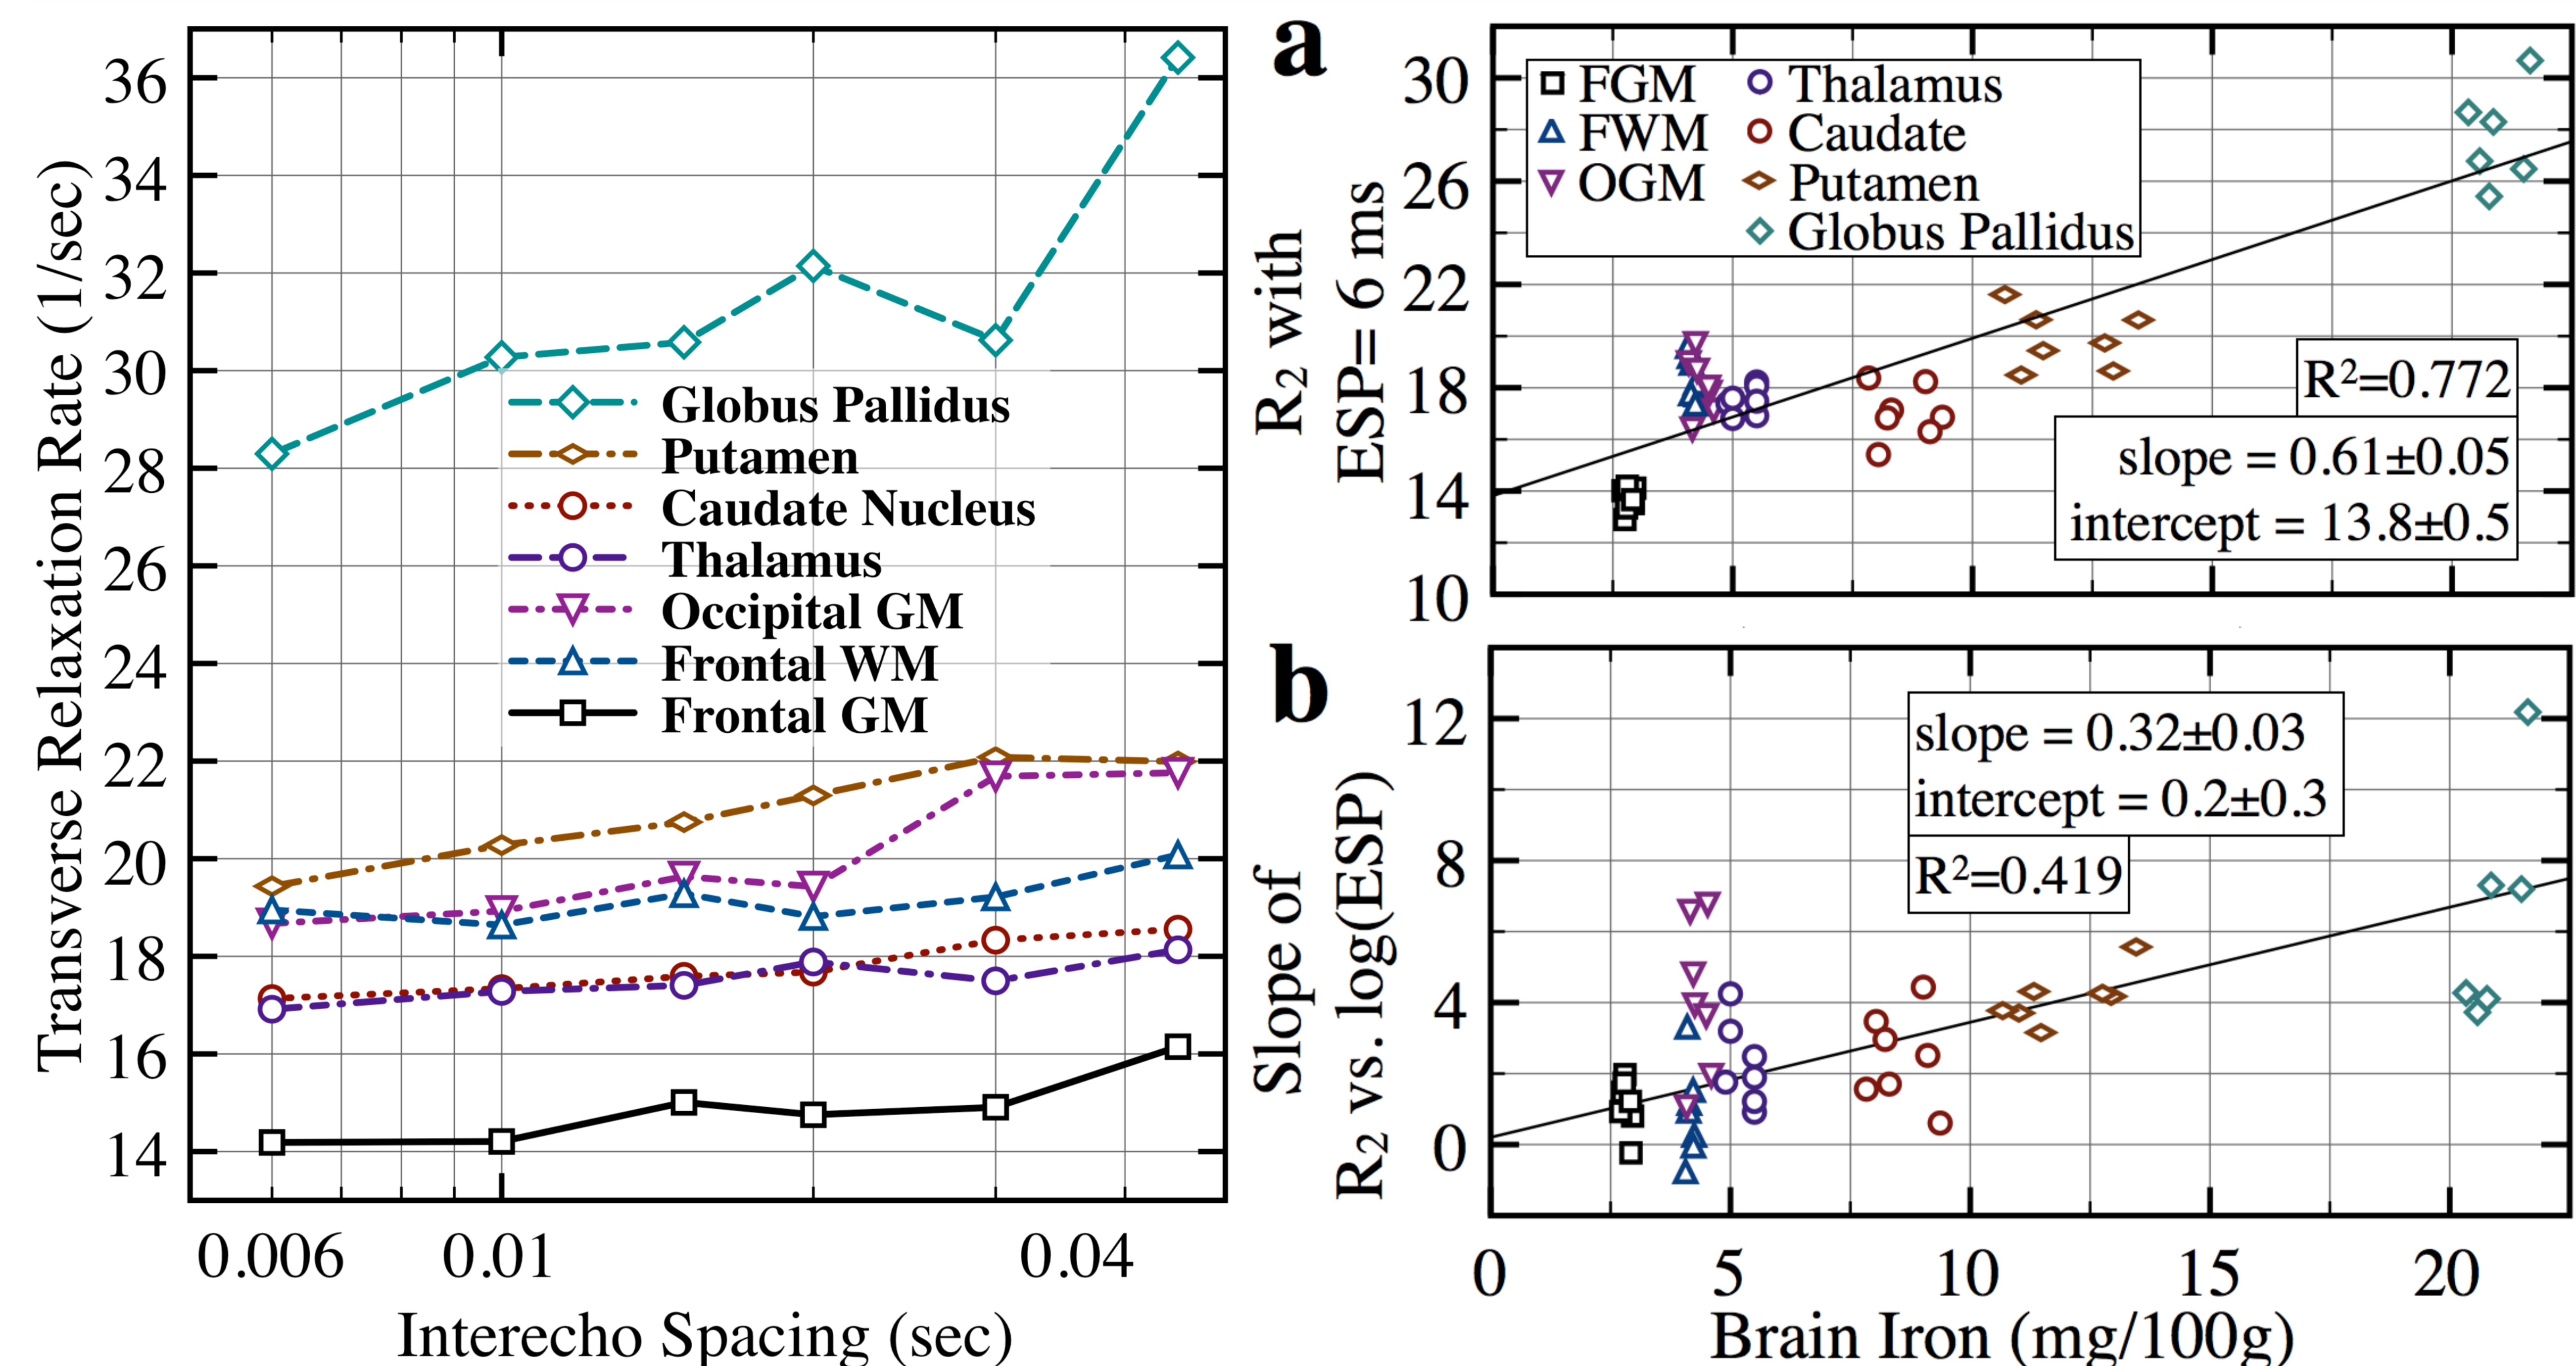 Transverse Relaxation Rate (1/sec)
36
34
32
30
28
26
24
22
20
18
16
14
Globus Pallidus
Putamen
Caudate Nucleus
Thalamus
Occipital GM
Frontal WM
Frontal GM
0.006
0.01
0.04
Interecho Spacing (sec)
a
R₂ with
ESP= 6 ms
30
26
22
18
14
10
FGM
FWM
OGM
Thalamus
Caudate
Putamen
Globus Pallidus
R²=0.772
slope = 0.61±0.05
intercept = 13.8±0.5
b
Slope of
R₂ vs. log(ESP)
12
8
4
0
slope = 0.32±0.03
intercept = 0.2±0.3
R²=0.419
0
5
10
15
20
Brain Iron (mg/100g)